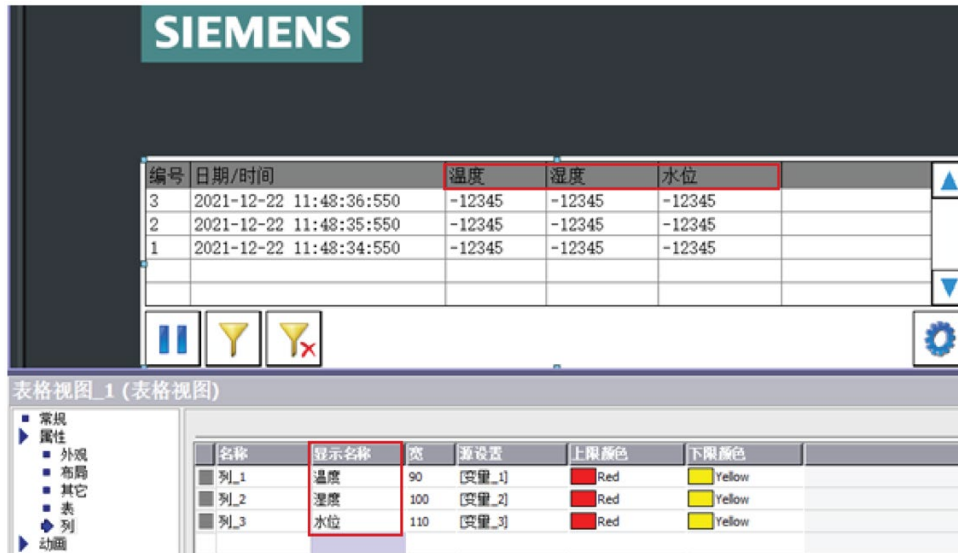 SIEMENS
编号 日期/时间 温度 湿度 水位
3 2021-12-22 11:48:36:550 -12345 -12345 -12345
2 2021-12-22 11:48:35:550 -12345 -12345 -12345
1 2021-12-22 11:48:34:550 -12345 -12345 -12345
表格视图_1 (表格视图)
常规
属性
外观
布局
其它
表
列
动画
名称 显示名称 宽 源设置 上限颜色 下限颜色
列_1 温度 90 [变量_1] Red Yellow
列_2 湿度 100 [变量_2] Red Yellow
列_3 水位 110 [变量_3] Red Yellow